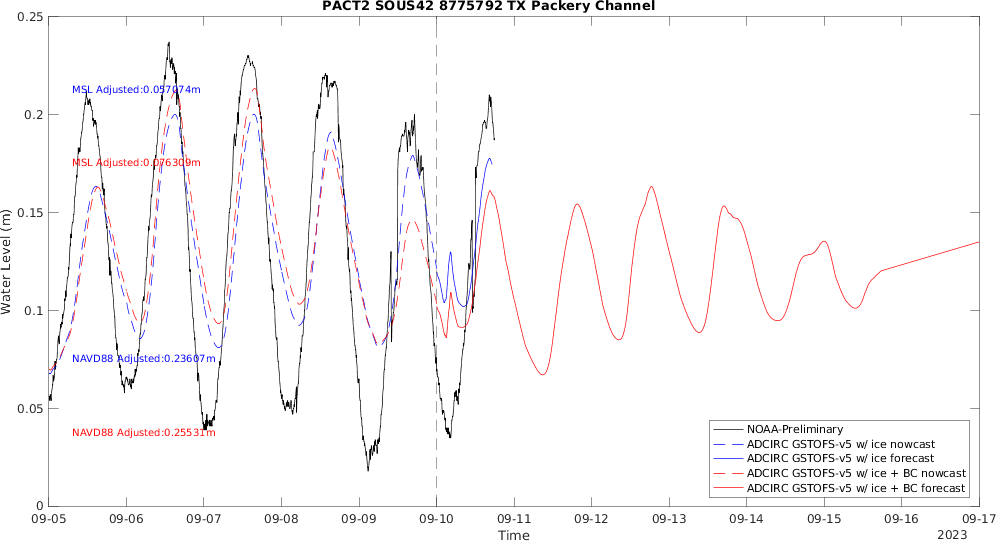 PACT2 SOUS42 8775792 TX Packery Channel
0.25
0.2
0.15
0.1
0.05
0
Water Level (m)
MSL Adjusted:0.057074m
MSL Adjusted:0.076309m
NAVD88 Adjusted:0.23607m
NAVD88 Adjusted:0.25531m
NOAA-Preliminary
ADCIRC GSTOFS-v5 w/ ice nowcast
ADCIRC GSTOFS-v5 w/ ice forecast
ADCIRC GSTOFS-v5 w/ ice + BC nowcast
ADCIRC GSTOFS-v5 w/ ice + BC forecast
09-05 09-06 09-07 09-08 09-09 09-10 09-11 09-12 09-13 09-14 09-15 09-16 09-17
Time
2023